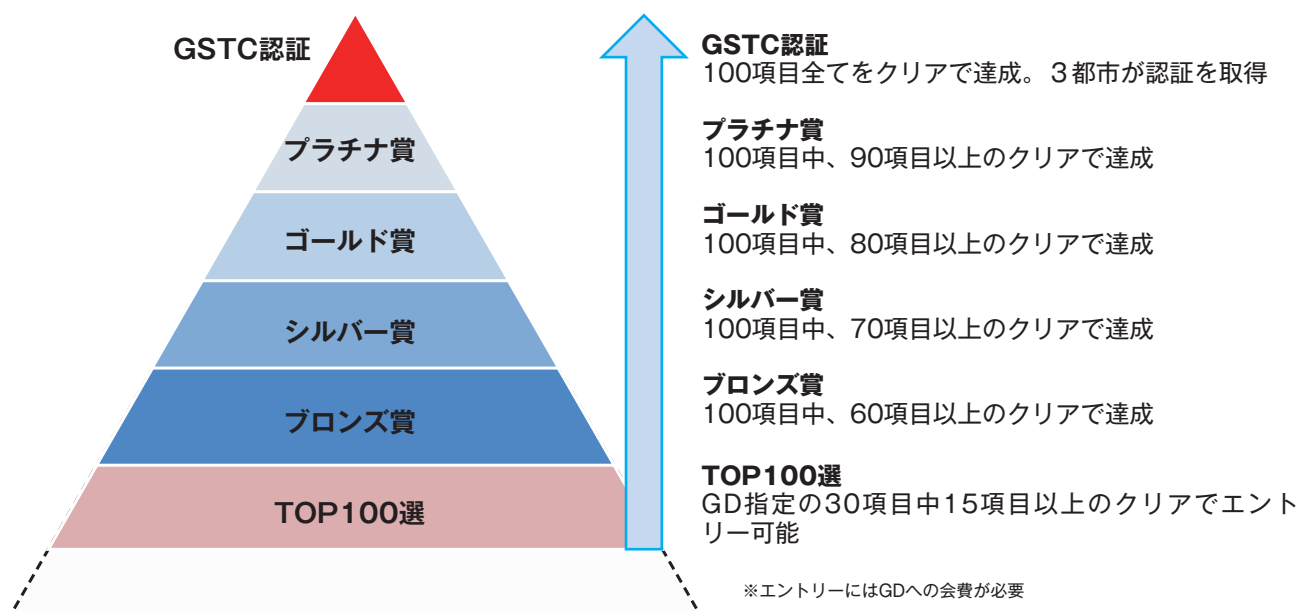 GSTC認証
プラチナ賞
ゴールド賞
シルバー賞
ブロンズ賞
TOP100選
GSTC認証
100項目全てをクリアで達成。３都市が認証を取得
プラチナ賞
100項目中、90項目以上のクリアで達成
ゴールド賞
100項目中、80項目以上のクリアで達成
シルバー賞
100項目中、70項目以上のクリアで達成
ブロンズ賞
100項目中、60項目以上のクリアで達成
TOP100選
GD指定の30項目中15項目以上のクリアでエント
リー可能
※エントリーにはGDへの会費が必要